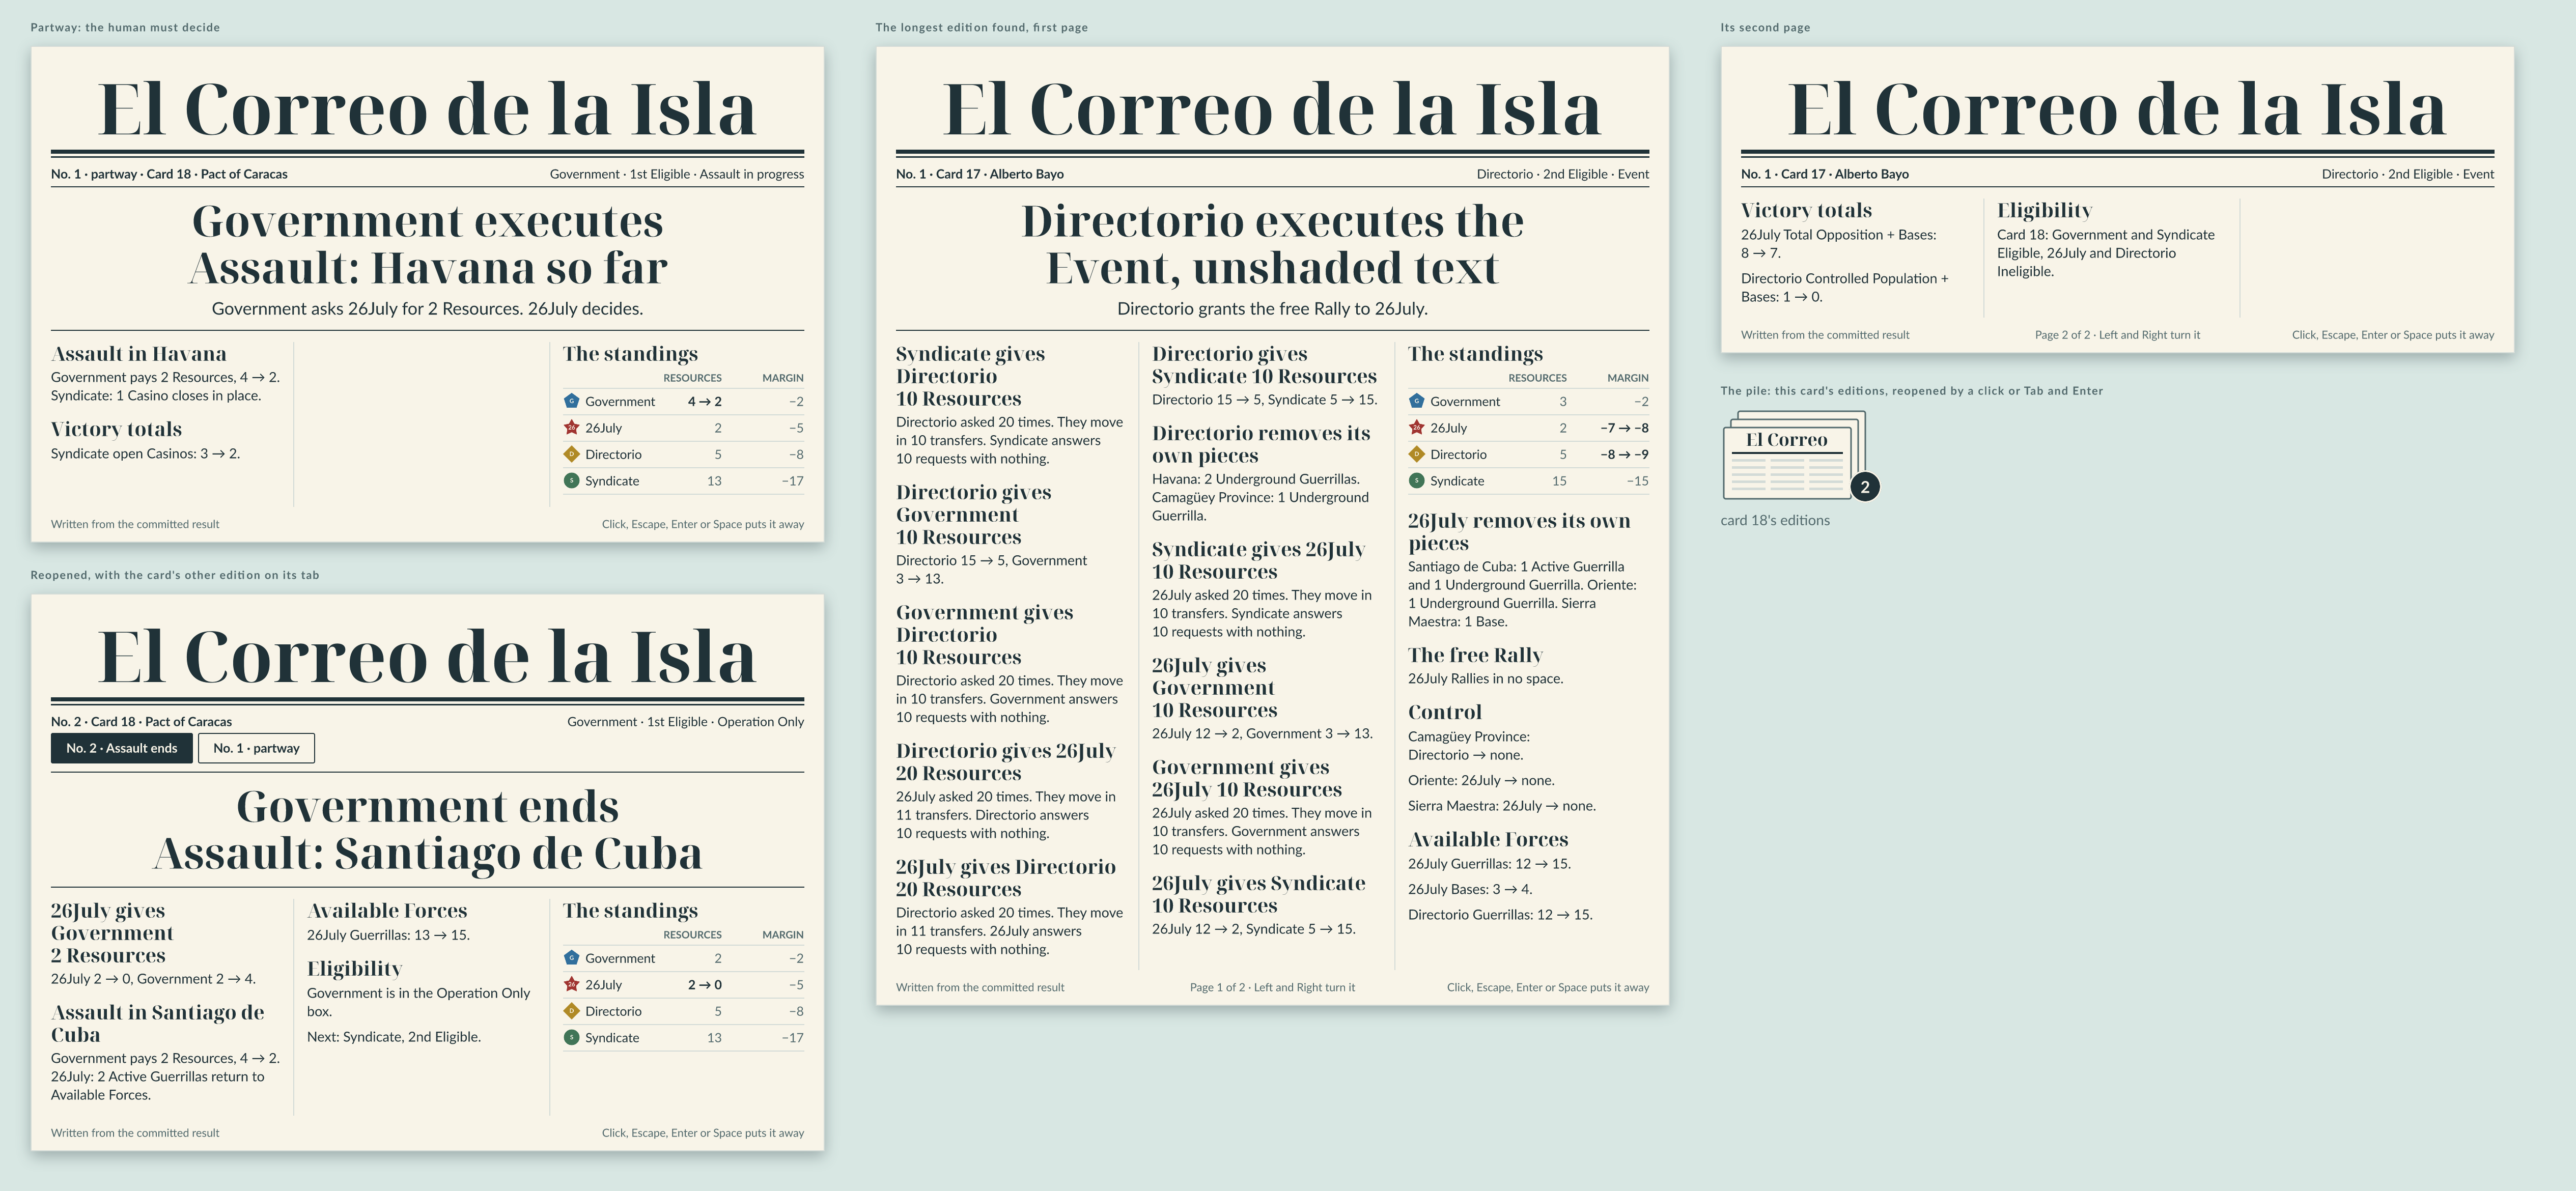 Partway: the human must decide
El Correo de la Isla
No. 1 · partway · Card 18 · Pact of Caracas
Government · 1st Eligible · Assault in progress
Government executes
Assault: Havana so far
Government asks 26July for 2 Resources. 26July decides.
Assault in Havana
Government pays 2 Resources, 4 → 2.
Syndicate: 1 Casino closes in place.
Victory totals
Syndicate open Casinos: 3 → 2.
The standings
RESOURCES MARGIN
G Government 4 → 2 −2
26 26July 2 −5
D Directorio 5 −8
S Syndicate 13 −17
Written from the committed result
Click, Escape, Enter or Space puts it away
Reopened, with the card's other edition on its tab
El Correo de la Isla
No. 2 · Card 18 · Pact of Caracas
Government · 1st Eligible · Operation Only
No. 2 · Assault ends
No. 1 · partway
Government ends
Assault: Santiago de Cuba
26July gives
Government
2 Resources
26July 2 → 0, Government 2 → 4.
Assault in Santiago de
Cuba
Government pays 2 Resources, 4 → 2.
26July: 2 Active Guerrillas return to
Available Forces.
Available Forces
26July Guerrillas: 13 → 15.
Eligibility
Government is in the Operation Only
box.
Next: Syndicate, 2nd Eligible.
The standings
RESOURCES MARGIN
G Government 2 −2
26 26July 2 → 0 −5
D Directorio 5 −8
S Syndicate 13 −17
Written from the committed result
Click, Escape, Enter or Space puts it away
The longest edition found, first page
El Correo de la Isla
No. 1 · Card 17 · Alberto Bayo
Directorio · 2nd Eligible · Event
Directorio executes the
Event, unshaded text
Directorio grants the free Rally to 26July.
Syndicate gives
Directorio
10 Resources
Directorio asked 20 times. They move
in 10 transfers. Syndicate answers
10 requests with nothing.
Directorio gives
Government
10 Resources
Directorio 15 → 5, Government
3 → 13.
Government gives
Directorio
10 Resources
Directorio asked 20 times. They move
in 10 transfers. Government answers
10 requests with nothing.
Directorio gives 26July
20 Resources
26July asked 20 times. They move in
11 transfers. Directorio answers
10 requests with nothing.
26July gives Directorio
20 Resources
Directorio asked 20 times. They move
in 11 transfers. 26July answers
10 requests with nothing.
Directorio gives
Syndicate 10 Resources
Directorio 15 → 5, Syndicate 5 → 15.
Directorio removes its
own pieces
Havana: 2 Underground Guerrillas.
Camagüey Province: 1 Underground
Guerrilla.
Syndicate gives 26July
10 Resources
26July asked 20 times. They move in
10 transfers. Syndicate answers
10 requests with nothing.
26July gives
Government
10 Resources
26July 12 → 2, Government 3 → 13.
Government gives
26July 10 Resources
26July asked 20 times. They move in
10 transfers. Government answers
10 requests with nothing.
26July gives Syndicate
10 Resources
26July 12 → 2, Syndicate 5 → 15.
The standings
RESOURCES MARGIN
G Government 3 −2
26 26July 2 −7 → −8
D Directorio 5 −8 → −9
S Syndicate 15 −15
26July removes its own
pieces
Santiago de Cuba: 1 Active Guerrilla
and 1 Underground Guerrilla. Oriente:
1 Underground Guerrilla. Sierra
Maestra: 1 Base.
The free Rally
26July Rallies in no space.
Control
Camagüey Province:
Directorio → none.
Oriente: 26July → none.
Sierra Maestra: 26July → none.
Available Forces
26July Guerrillas: 12 → 15.
26July Bases: 3 → 4.
Directorio Guerrillas: 12 → 15.
Written from the committed result
Page 1 of 2 · Left and Right turn it
Click, Escape, Enter or Space puts it away
Its second page
El Correo de la Isla
No. 1 · Card 17 · Alberto Bayo
Directorio · 2nd Eligible · Event
Victory totals
26July Total Opposition + Bases:
8 → 7.
Directorio Controlled Population +
Bases: 1 → 0.
Eligibility
Card 18: Government and Syndicate
Eligible, 26July and Directorio
Ineligible.
Written from the committed result
Page 2 of 2 · Left and Right turn it
Click, Escape, Enter or Space puts it away
The pile: this card's editions, reopened by a click or Tab and Enter
El Correo
2
card 18's editions